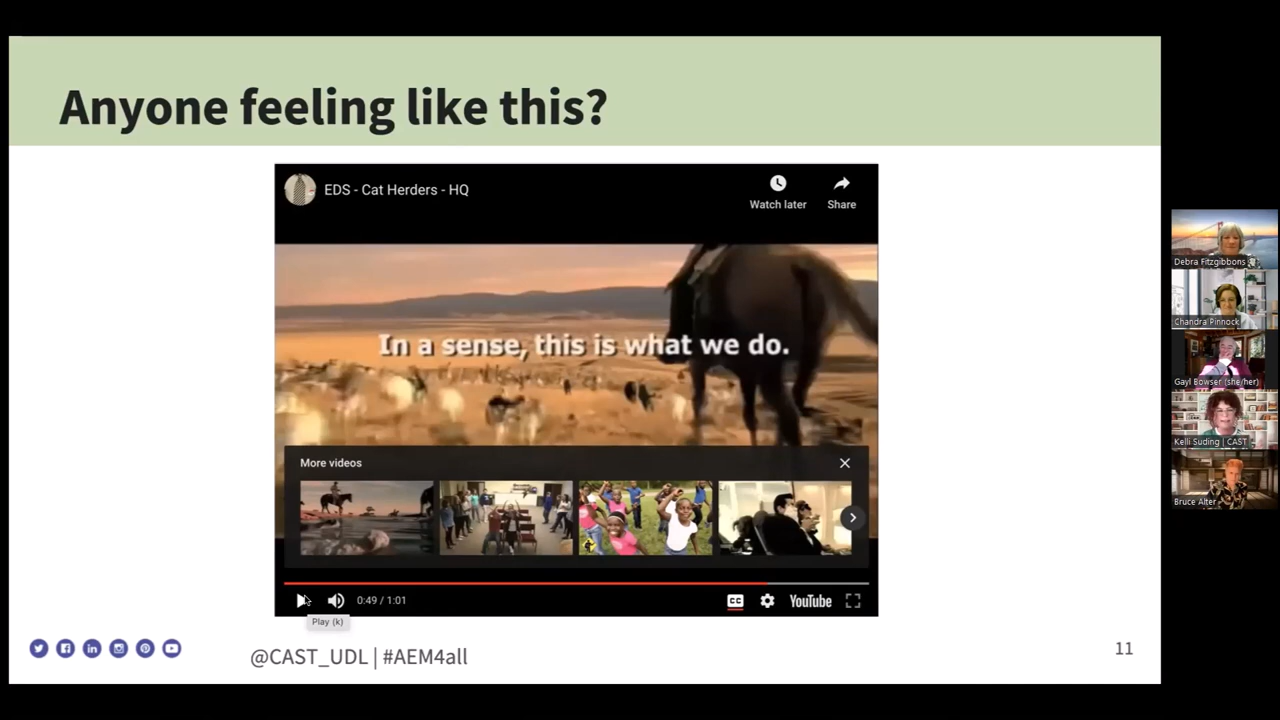 Anyone feeling like this?
EDS - Cat Herders - HQ
Watch later
Share
In a sense, this is what we do.
More videos
0:49 / 1:01
CC
YouTube
Play (k)
@CAST_UDL | #AEM4all
11
Debra Fitzgibbons
Chandra Pinnock
Gayl Bowser (she/her)
Kelli Suding | CAST
Bruce Alter